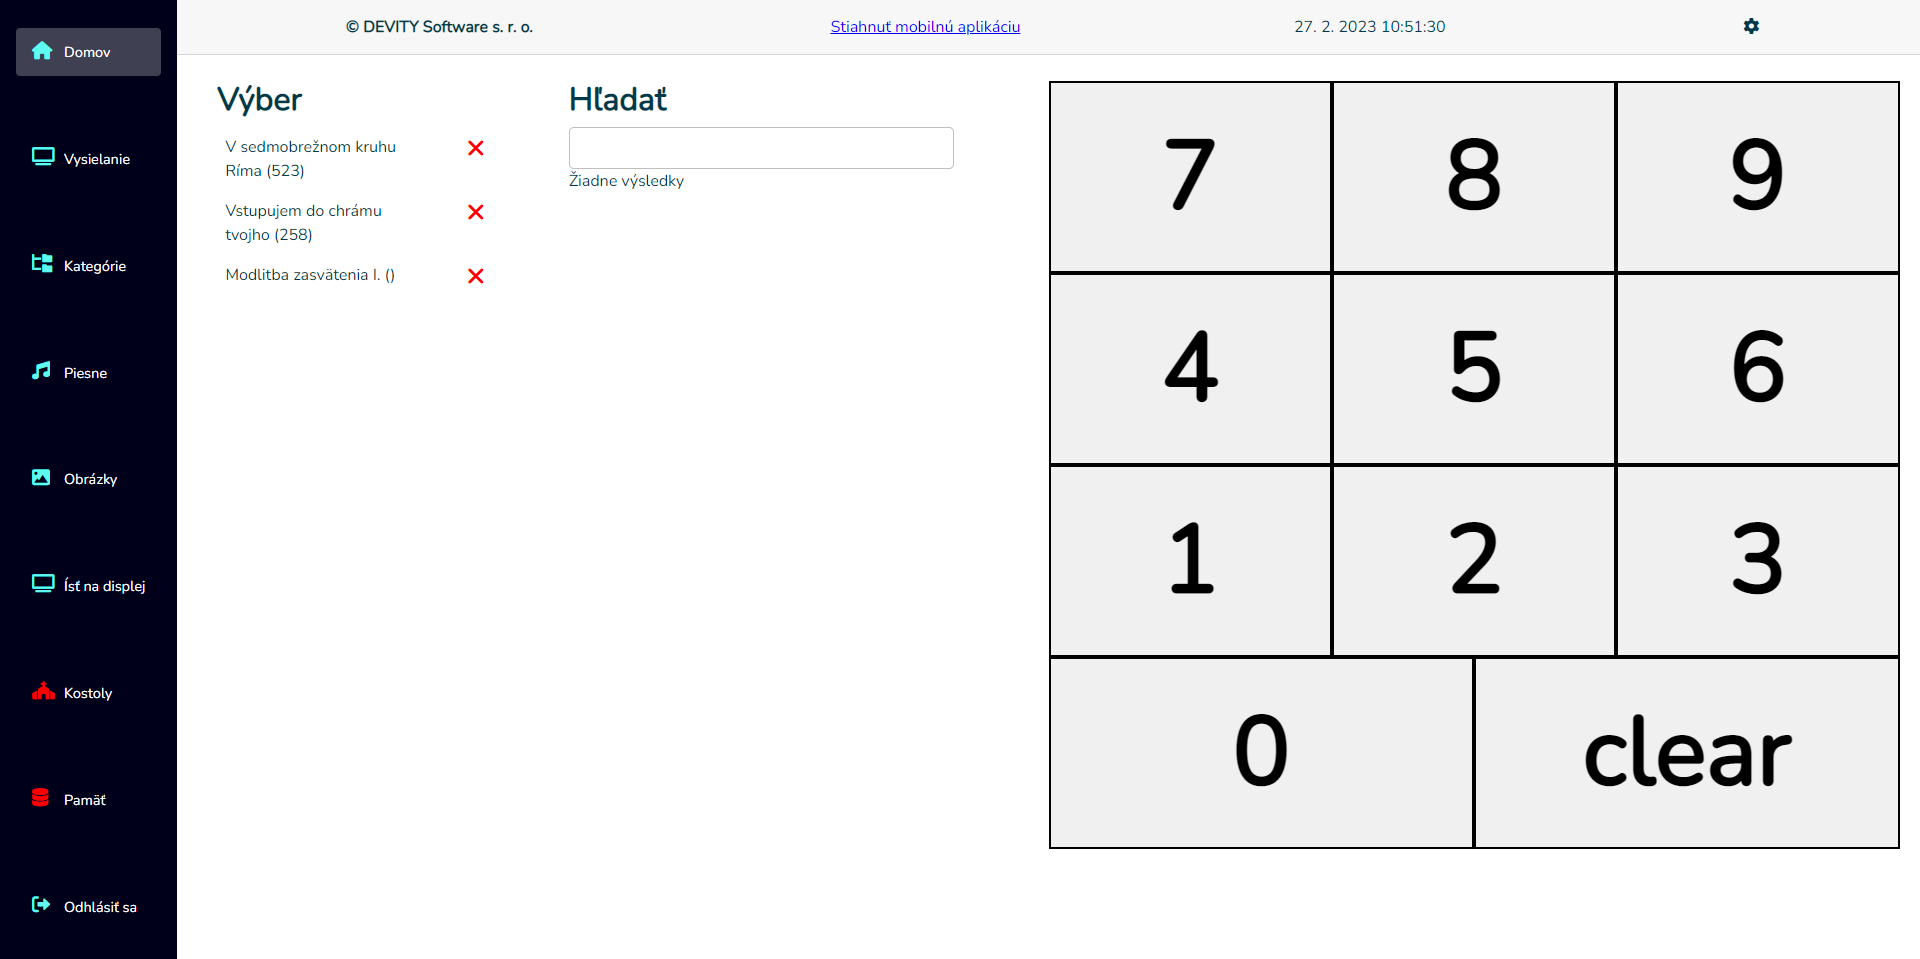 © DEVITY Software s. r. o.
Stiahnuť mobilnú aplikáciu
27. 2. 2023 10:51:30
Domov
Vysielanie
Kategórie
Piesne
Obrázky
Ísť na displej
Kostoly
Pamäť
Odhlásiť sa
Výber
V sedmobrežnom kruhu
Ríma (523)
Vstupujem do chrámu
tvojho (258)
Modlitba zasvätenia I. ()
Hľadať
Žiadne výsledky
7 8 9
4 5 6
1 2 3
0 clear